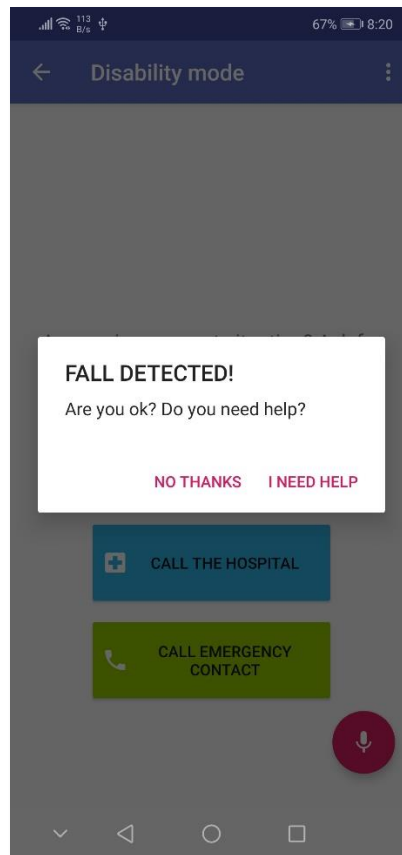 113
B/s
67% 8:20
Disability mode
FALL DETECTED!
Are you ok? Do you need help?
NO THANKS I NEED HELP
CALL THE HOSPITAL
CALL EMERGENCY
CONTACT